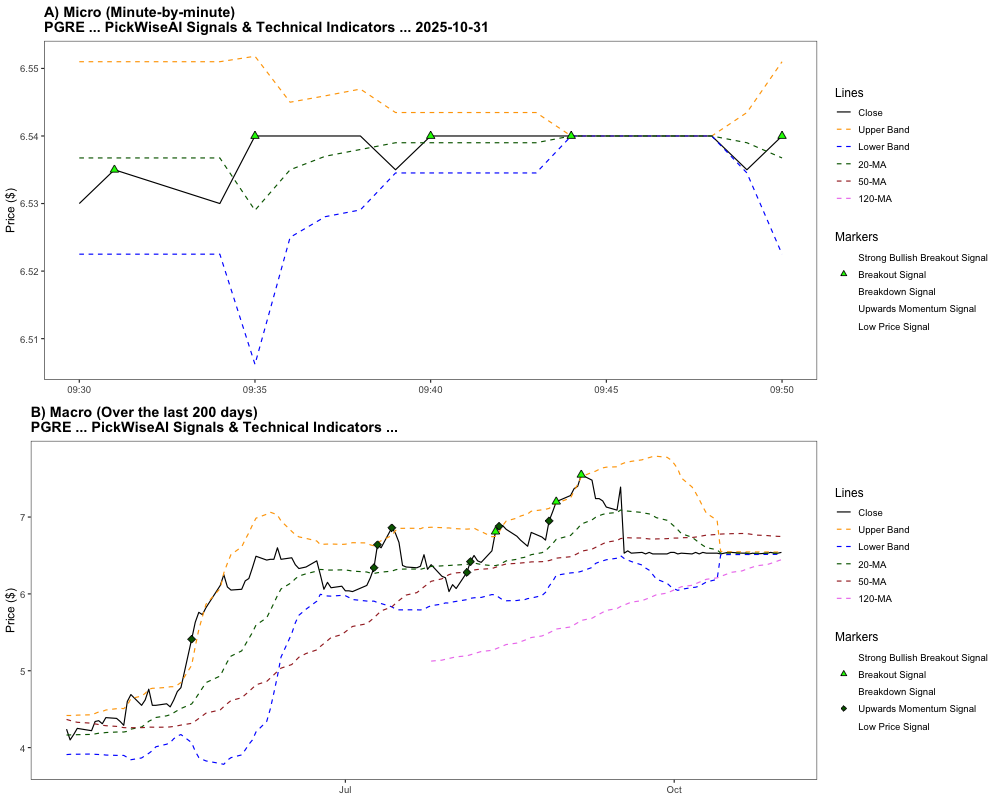 A) Micro (Minute-by-minute)
PGRE ... PickWiseAI Signals & Technical Indicators ... 2025-10-31
Price ($)
6.55
6.54
6.53
6.52
6.51
09:30
09:35
09:40
09:45
09:50
Lines
Close
Upper Band
Lower Band
20-MA
50-MA
120-MA
Markers
Strong Bullish Breakout Signal
Breakout Signal
Breakdown Signal
Upwards Momentum Signal
Low Price Signal
B) Macro (Over the last 200 days)
PGRE ... PickWiseAI Signals & Technical Indicators ...
Price ($)
7
6
5
4
Jul
Oct
Lines
Close
Upper Band
Lower Band
20-MA
50-MA
120-MA
Markers
Strong Bullish Breakout Signal
Breakout Signal
Breakdown Signal
Upwards Momentum Signal
Low Price Signal